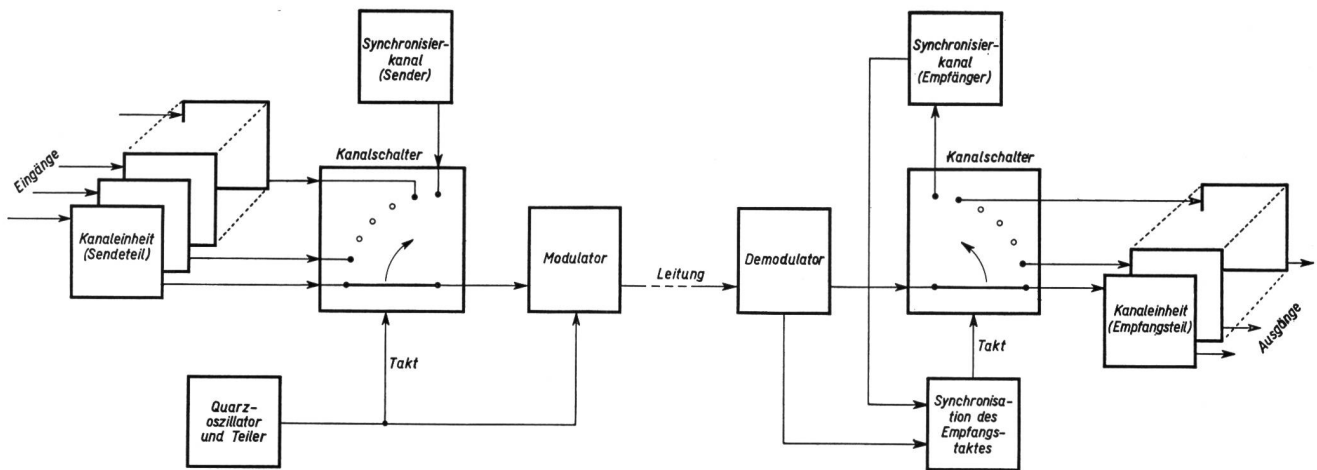 Synchronisier-
kanal
(Sender)
Synchronisier-
kanal
(Empfänger)
Eingänge
Kanalschalter
Kanalschalter
Kanaleinheit
(Sendeteil)
Modulator
Leitung
Demodulator
Kanaleinheit
(Empfangsteil)
Ausgänge
Takt
Takt
Quarz-
oszillator
und Teiler
Synchronisa-
tion des
Empfangs-
taktes